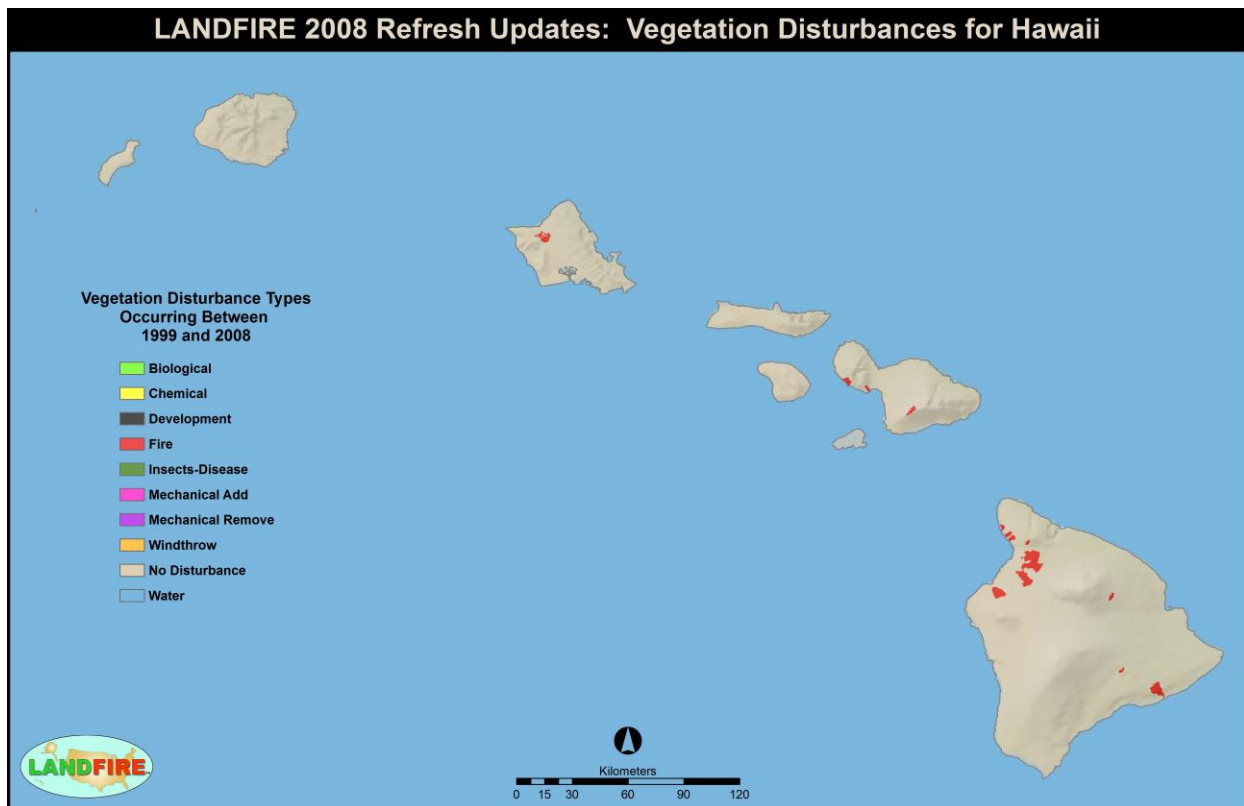 LANDFIRE 2008 Refresh Updates: Vegetation Disturbances for Hawaii
Vegetation Disturbance Types
Occurring Between
1999 and 2008
Biological
Chemical
Development
Fire
Insects-Disease
Mechanical Add
Mechanical Remove
Windthrow
No Disturbance
Water
LANDFIRE
Kilometers
0 15 30 60 90 120